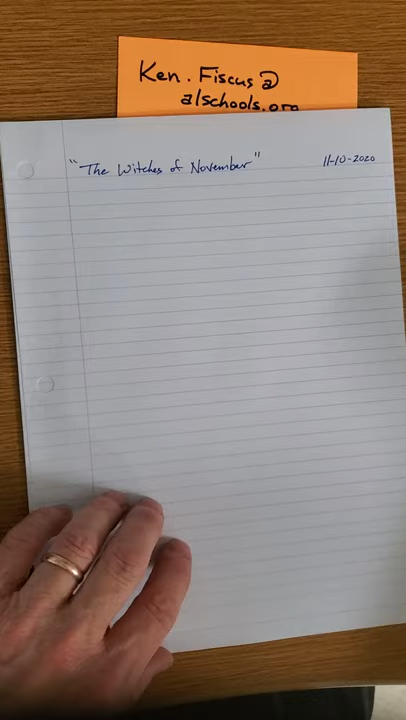 Ken.Fiscus@
alschools.org
"The Witches of November" 11-10-2020